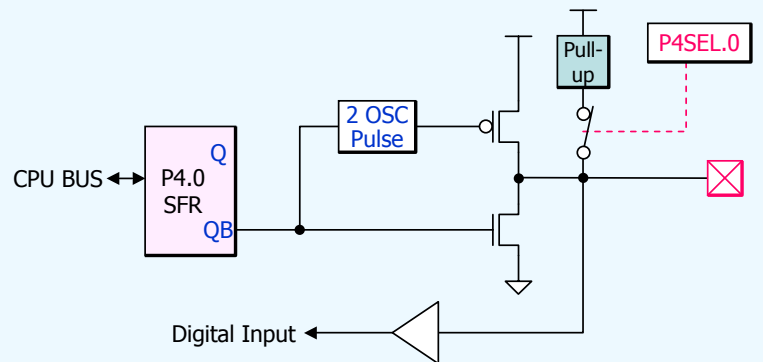 Pull-
up
P4SEL.0
2 OSC
Pulse
Q
CPU BUS
P4.0
SFR
QB
Digital Input